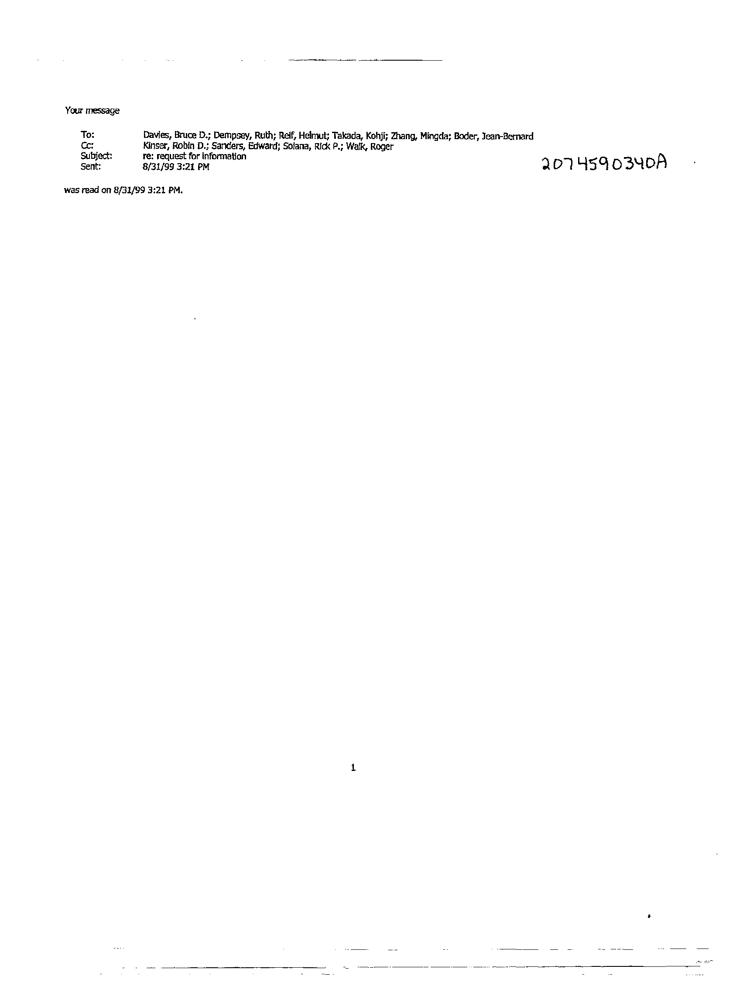 Your message
To: Davies, Bruce D.; Dempsey, Ruth; Reif, Helmut; Takada, Kohji; Zhang, Mingda; Boder, Jean-Bernard
Cc: Kinser, Robin D.; Sanders, Edward; Solana, Rick P.; Walk, Roger
Subject: re: request for information
Sent: 8/31/99 3:21 PM
2074590340A
was read on 8/31/99 3:21 PM.
1